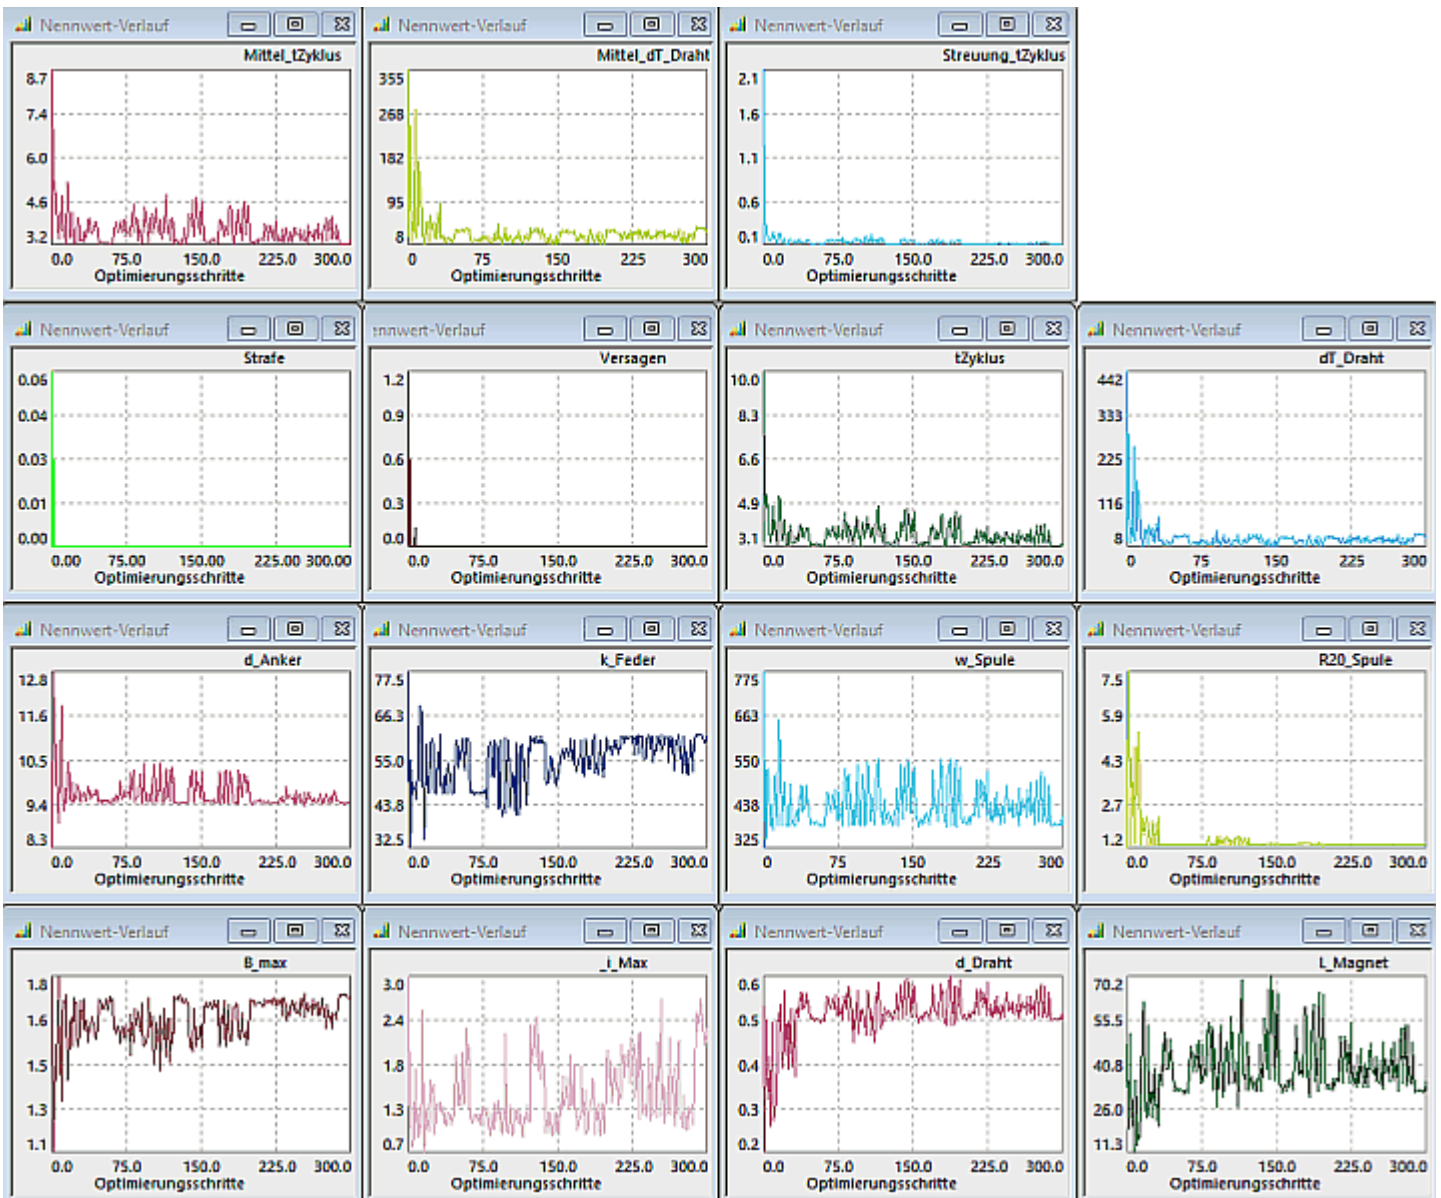 Nennwert-Verlauf
Mittel_tZyklus
8.7
7.4
6.0
4.6
3.2
0.0 75.0 150.0 225.0 300.0
Optimierungsschritte
Nennwert-Verlauf
Mittel_dT_Draht
355
268
182
95
8
0 75 150 225 300
Optimierungsschritte
Nennwert-Verlauf
Streuung_tZyklus
2.1
1.6
1.1
0.6
0.1
0.0 75.0 150.0 225.0 300.0
Optimierungsschritte
Nennwert-Verlauf
Strafe
0.05
0.04
0.03
0.01
0.00
0.00 75.00 150.00 225.00 300.00
Optimierungsschritte
ennwert-Verlauf
Versagen
1.2
0.9
0.6
0.3
0.0
0.0 75.0 150.0 225.0 300.0
Optimierungsschritte
Nennwert-Verlauf
tZyklus
10.0
8.3
6.6
4.9
3.1
0.0 75.0 150.0 225.0 300.0
Optimierungsschritte
Nennwert-Verlauf
dT_Draht
442
333
225
116
8
0 75 150 225 300
Optimierungsschritte
Nennwert-Verlauf
d_Anker
12.8
11.6
10.5
9.4
8.3
0.0 75.0 150.0 225.0 300.0
Optimierungsschritte
Nennwert-Verlauf
k_Feder
77.5
66.3
55.0
43.8
32.5
0.0 75.0 150.0 225.0 300.0
Optimierungsschritte
Nennwert-Verlauf
w_Spule
775
663
550
438
325
0 75 150 225 300
Optimierungsschritte
Nennwert-Verlauf
R20_Spule
7.5
5.9
4.3
2.7
1.2
0.0 75.0 150.0 225.0 300.0
Optimierungsschritte
Nennwert-Verlauf
B_max
1.8
1.6
1.5
1.3
1.1
0.0 75.0 150.0 225.0 300.0
Optimierungsschritte
Nennwert-Verlauf
_i_Max
3.0
2.4
1.8
1.3
0.7
0.0 75.0 150.0 225.0 300.0
Optimierungsschritte
Nennwert-Verlauf
d_Draht
0.6
0.5
0.4
0.3
0.2
0.0 75.0 150.0 225.0 300.0
Optimierungsschritte
Nennwert-Verlauf
L_Magnet
70.2
55.5
40.8
26.0
11.3
0.0 75.0 150.0 225.0 300.0
Optimierungsschritte